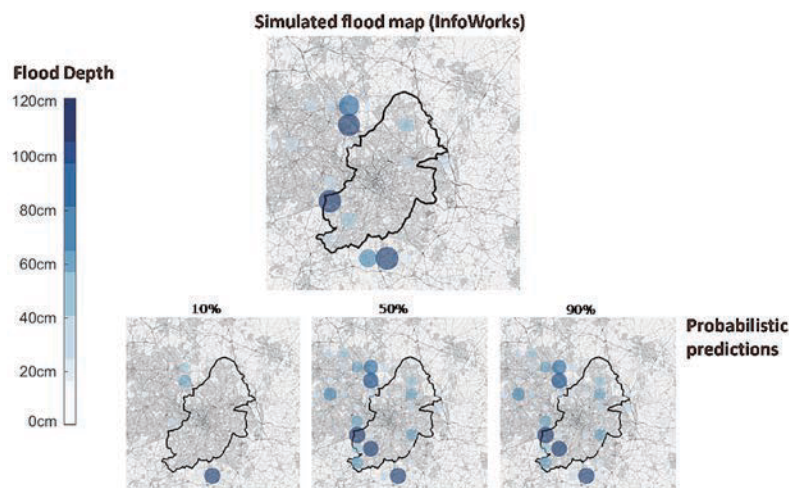 Simulated flood map (InfoWorks)
Flood Depth
120cm
100cm
80cm
60cm
40cm
20cm
0cm
10%
50%
90%
Probabilistic
predictions